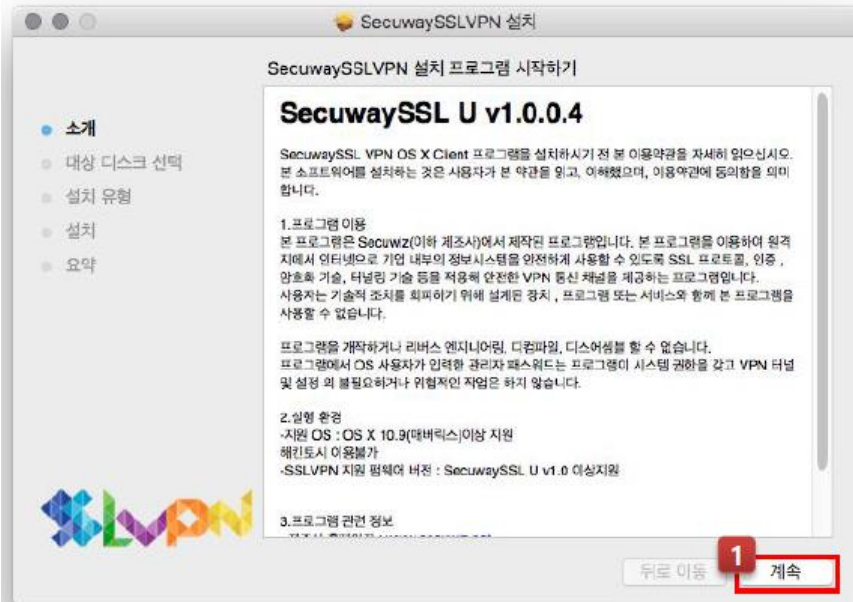 SecuwaySSLVPN 설치
SecuwaySSLVPN 설치 프로그램 시작하기
소개
대상 디스크 선택
설치 유형
설치
요약
SecuwaySSL U v1.0.0.4
SecuwaySSL VPN OS X Client 프로그램을 설치하시기 전 본 이용약관을 자세히 읽으십시오.
본 소프트웨어를 설치하는 것은 사용자가 본 약관을 읽고, 이해했으며, 이용약관에 동의함을 의미
합니다.
1.프로그램 이용
본 프로그램은 Secuwiz(이하 제조사)에서 제작된 프로그램입니다. 본 프로그램을 이용하여 원격
지에서 인터넷으로 기업 내부의 정보시스템을 안전하게 사용할 수 있도록 SSL 프로토콜, 인증 ,
암호화 기술, 터널링 기술 등을 적용해 안전한 VPN 통신 채널을 제공하는 프로그램입니다.
사용자는 기술적 조치를 회피하기 위해 설계된 장치 , 프로그램 또는 서비스와 함께 본 프로그램을
사용할 수 없습니다.
프로그램을 개작하거나 리버스 엔지니어링, 디컴파일, 디스어셈블 할 수 없습니다.
프로그램에서 OS 사용자가 입력한 관리자 패스워드는 프로그램이 시스템 권한을 갖고 VPN 터널
및 설정 외 불필요하거나 위협적인 작업은 하지 않습니다.
2.실행 환경
-지원 OS : OS X 10.9(매버릭스)이상 지원
해킨토시 이용불가
-SSLVPN 지원 펌웨어 버전 : SecuwaySSL U v1.0 이상지원
3.프로그램 관련 정보
SSLVPN
뒤로 이동
1
계속